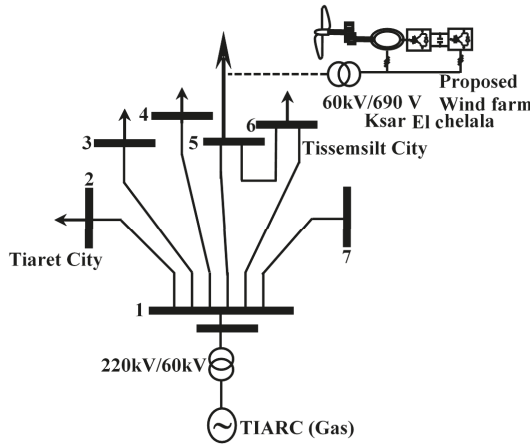 60kV/690 V
Proposed
Wind farm
Ksar El chelala
4
3
5
6
Tissemsilt City
2
Tiaret City
7
1
220kV/60kV
TIARC (Gas)